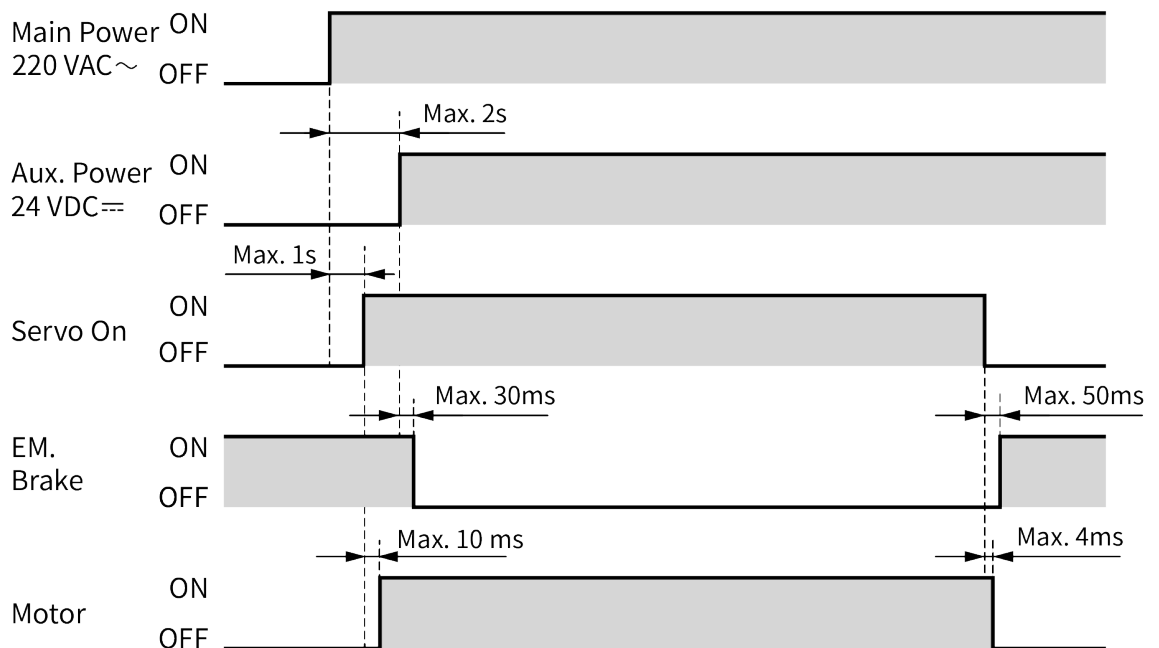 Main Power ON
220 VAC～ OFF
Max. 2s
Aux. Power ON
24 VDC⎓ OFF
Max. 1s
ON
Servo On
OFF
Max. 30ms Max. 50ms
EM. ON
Brake
OFF
Max. 10 ms Max. 4ms
ON
Motor
OFF